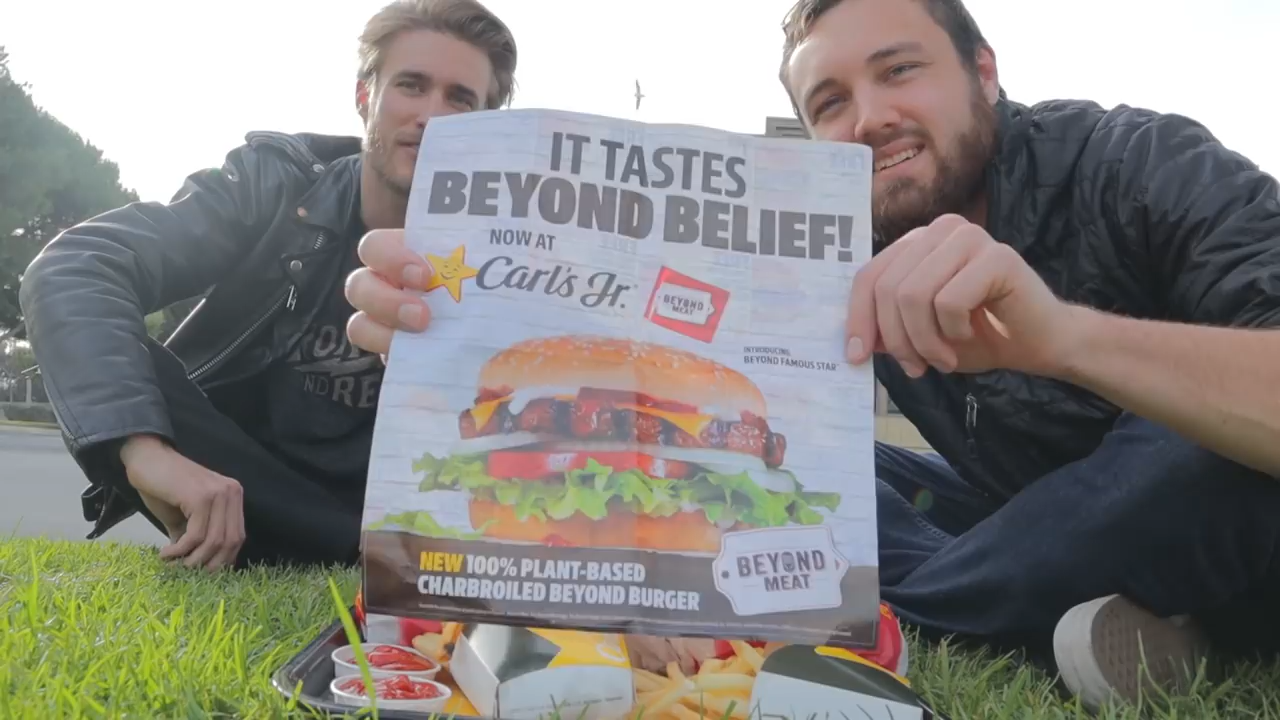 IT TASTES
BEYOND BELIEF!
NOW AT
Carl's Jr.
BEYOND
MEAT
INTRODUCING
BEYOND FAMOUS STAR
NEW 100% PLANT-BASED
CHARBROILED BEYOND BURGER
BEYOND
MEAT